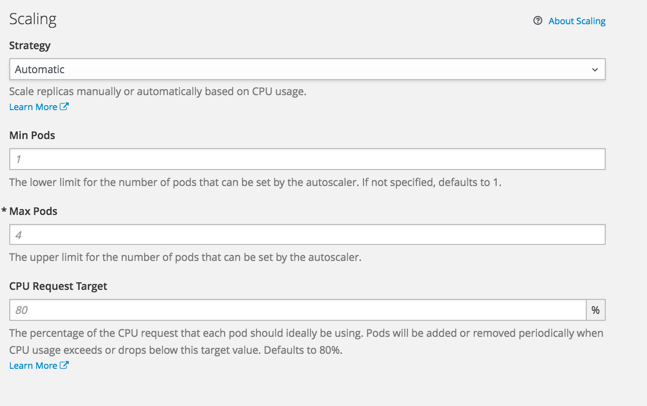 Scaling
About Scaling
Strategy
Automatic
Scale replicas manually or automatically based on CPU usage.
Learn More
Min Pods
1
The lower limit for the number of pods that can be set by the autoscaler. If not specified, defaults to 1.
* Max Pods
4
The upper limit for the number of pods that can be set by the autoscaler.
CPU Request Target
80
%
The percentage of the CPU request that each pod should ideally be using. Pods will be added or removed periodically when
CPU usage exceeds or drops below this target value. Defaults to 80%.
Learn More